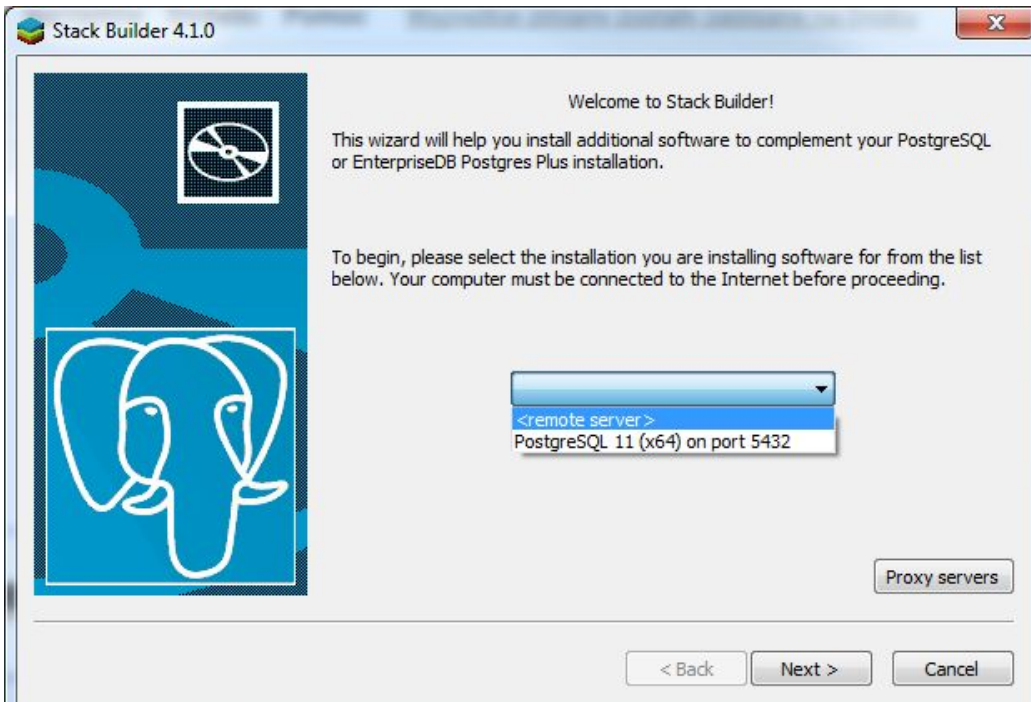 Stack Builder 4.1.0
Welcome to Stack Builder!
This wizard will help you install additional software to complement your PostgreSQL
or EnterpriseDB Postgres Plus installation.
To begin, please select the installation you are installing software for from the list
below. Your computer must be connected to the Internet before proceeding.
<remote server>
PostgreSQL 11 (x64) on port 5432
Proxy servers
< Back
Next >
Cancel